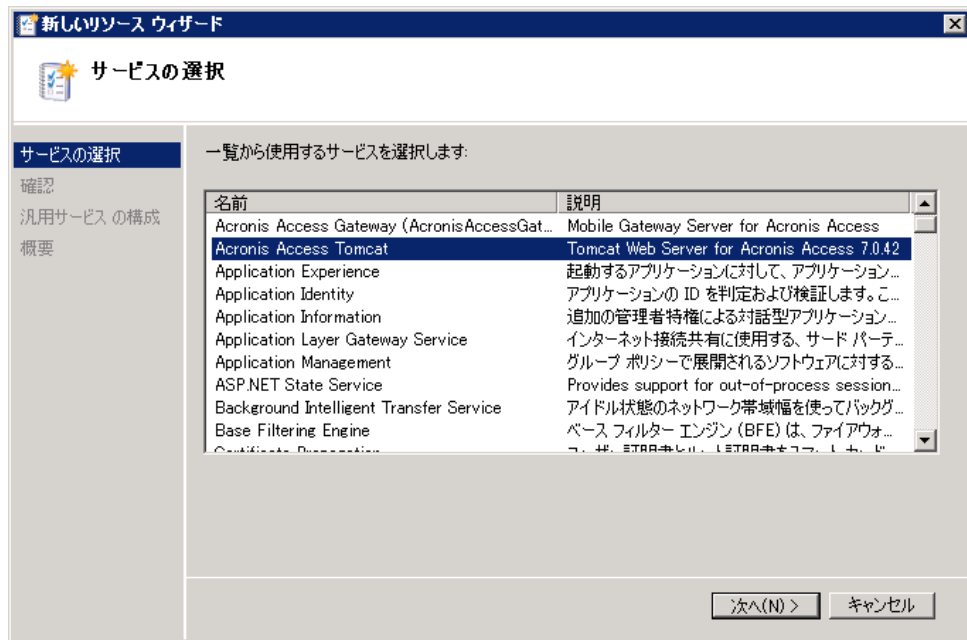 新しいリソース ウィザード
サービスの選択
サービスの選択
確認
汎用サービス の構成
概要
一覧から使用するサービスを選択します:
名前 説明
Acronis Access Gateway (AcronisAccessGat... Mobile Gateway Server for Acronis Access
Acronis Access Tomcat Tomcat Web Server for Acronis Access 7.0.42
Application Experience 起動するアプリケーションに対して、アプリケーション...
Application Identity アプリケーションの ID を判定および検証します。こ...
Application Information 追加の管理者特権による対話型アプリケーション...
Application Layer Gateway Service インターネット接続共有に使用する、サード パーテ...
Application Management グループ ポリシーで展開されるソフトウェアに対する...
ASP.NET State Service Provides support for out-of-process session...
Background Intelligent Transfer Service アイドル状態のネットワーク帯域幅を使ってバックグ...
Base Filtering Engine ベース フィルター エンジン (BFE) は、ファイアウォ...
次へ(N) > キャンセル